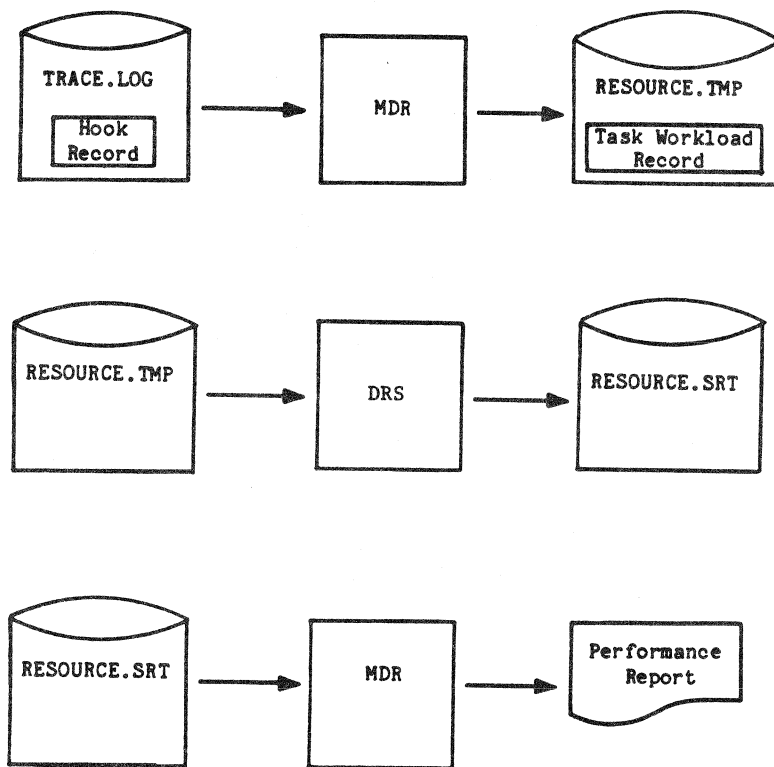 TRACE.LOG
Hook
Record
MDR
RESOURCE.TMP
Task Workload
Record
RESOURCE.TMP
DRS
RESOURCE.SRT
RESOURCE.SRT
MDR
Performance
Report